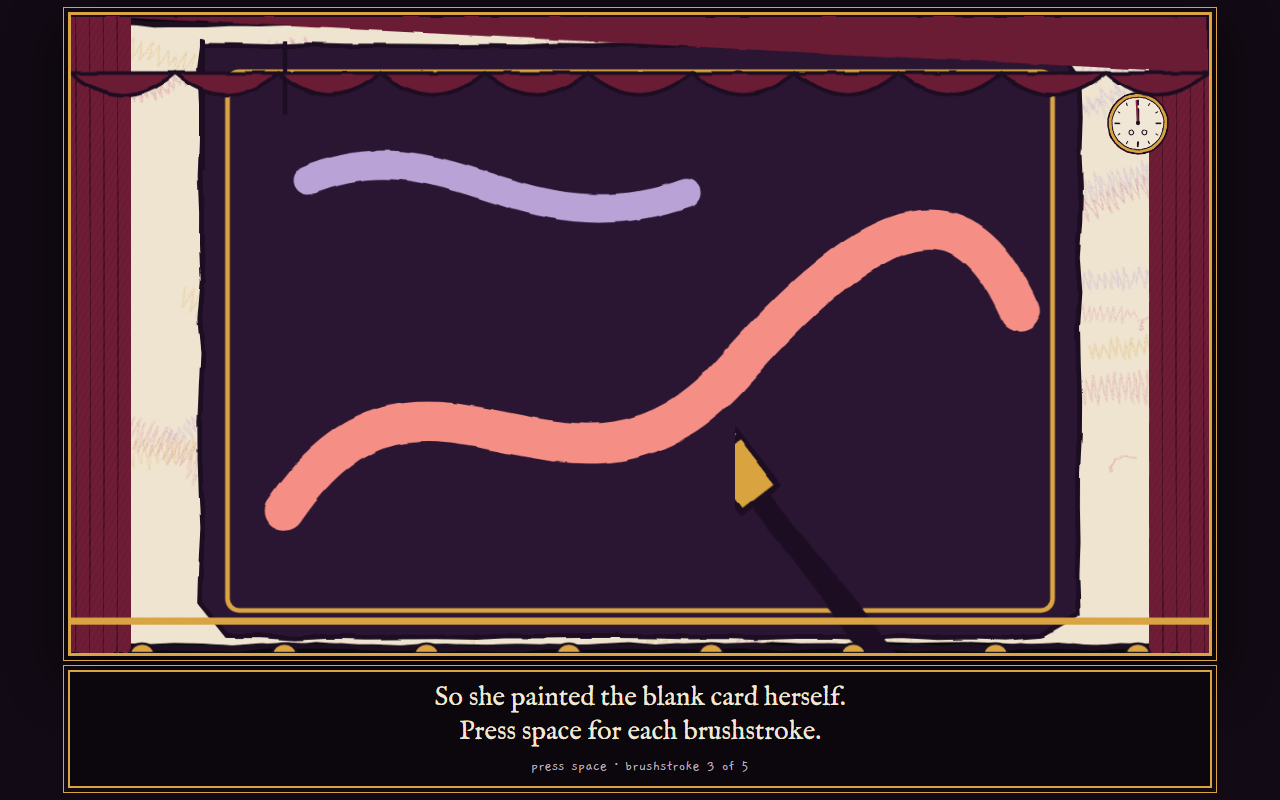 So she painted the blank card herself.
Press space for each brushstroke.
press space · brushstroke 3 of 5